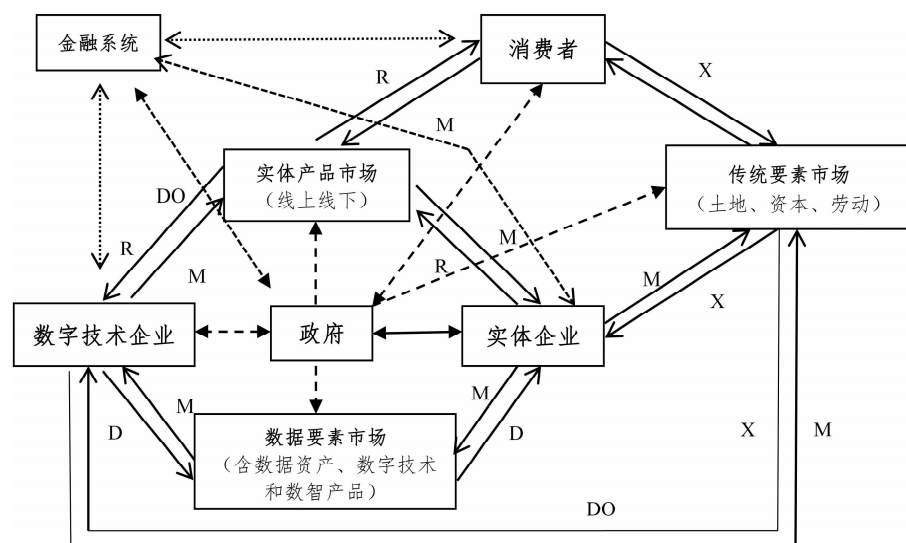 金融系统
消费者
R
X
M
实体产品市场
（线上线下）
传统要素市场
（土地、资本、劳动）
DO
R
M
M
R
M
X
数字技术企业
政府
实体企业
M
D
M
D
数据要素市场
（含数据资产、数字技术
和数智产品）
X
M
DO